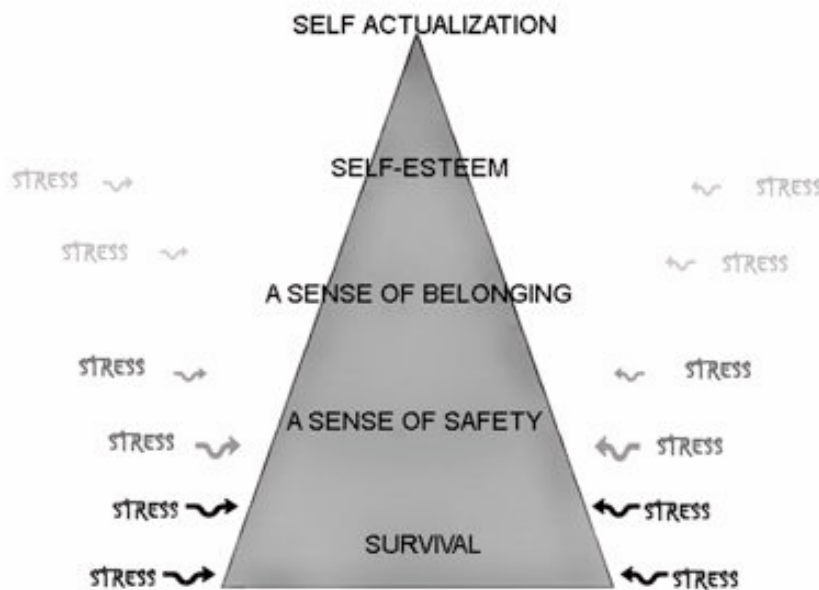 SELF ACTUALIZATION
SELF-ESTEEM
STRESS STRESS
STRESS STRESS
A SENSE OF BELONGING
STRESS STRESS
A SENSE OF SAFETY
STRESS STRESS
STRESS STRESS
SURVIVAL
STRESS STRESS